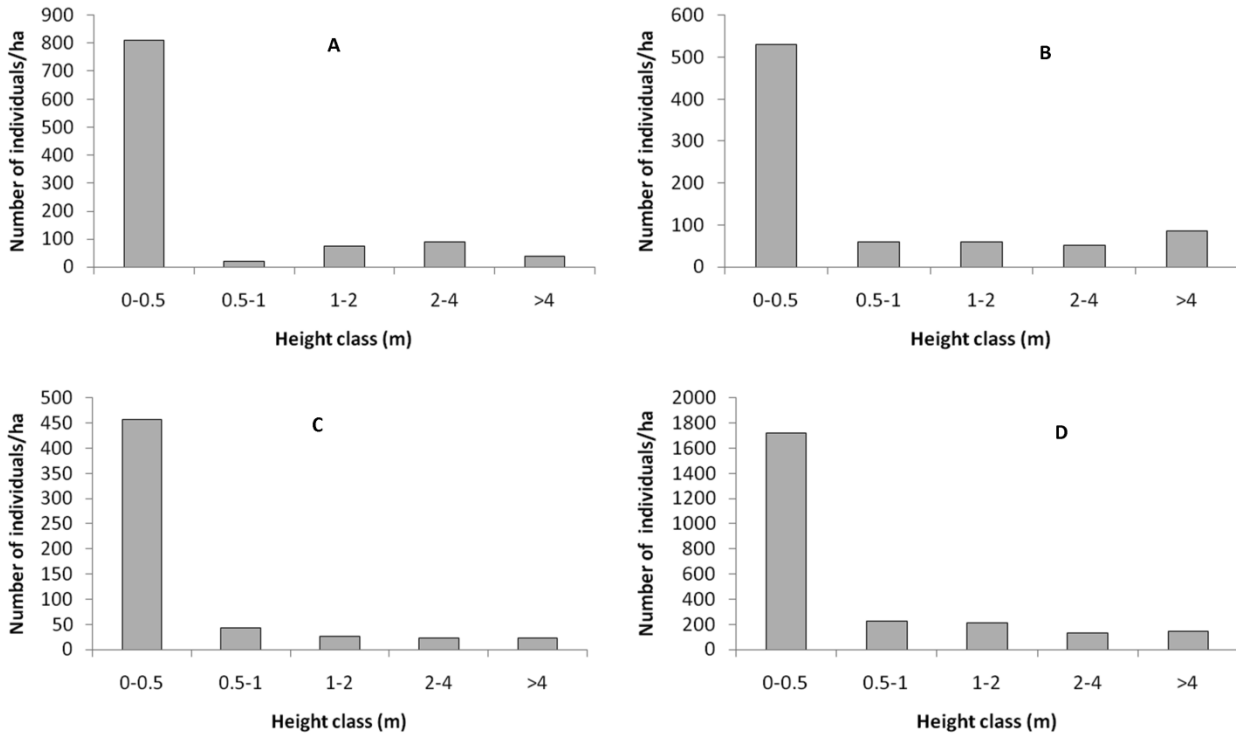 A
Number of individuals/ha
900
800
700
600
500
400
300
200
100
0
0-0.5 0.5-1 1-2 2-4 >4
Height class (m)
B
Number of individuals/ha
600
500
400
300
200
100
0
0-0.5 0.5-1 1-2 2-4 >4
Height class (m)
C
Number of individuals/ha
500
450
400
350
300
250
200
150
100
50
0
0-0.5 0.5-1 1-2 2-4 >4
Height class (m)
D
Number of individuals/ha
2000
1800
1600
1400
1200
1000
800
600
400
200
0
0-0.5 0.5-1 1-2 2-4 >4
Height class (m)